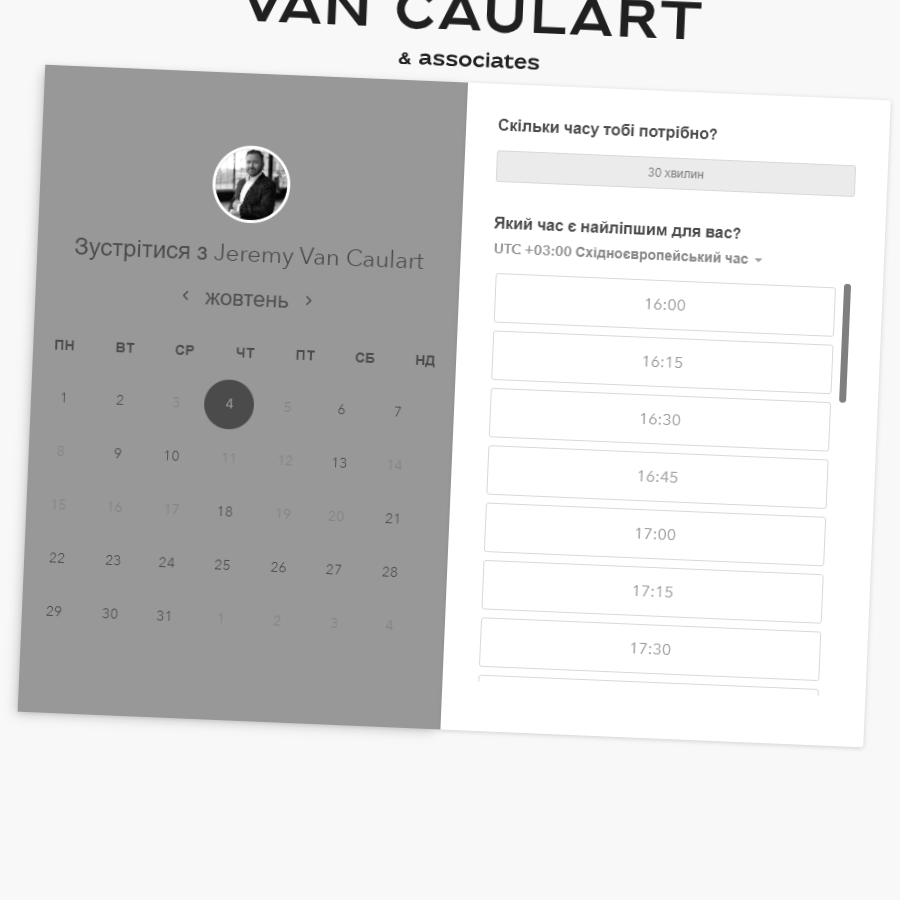 VAN CAULART
& associates
Зустрітися з Jeremy Van Caulart
‹ жовтень ›
ПН ВТ СР ЧТ ПТ СБ НД
1 2 3 4 5 6 7
8 9 10 11 12 13 14
15 16 17 18 19 20 21
22 23 24 25 26 27 28
29 30 31 1 2 3 4
Скільки часу тобі потрібно?
30 хвилин
Який час є найліпшим для вас?
UTC +03:00 Східноєвропейський час
16:00
16:15
16:30
16:45
17:00
17:15
17:30